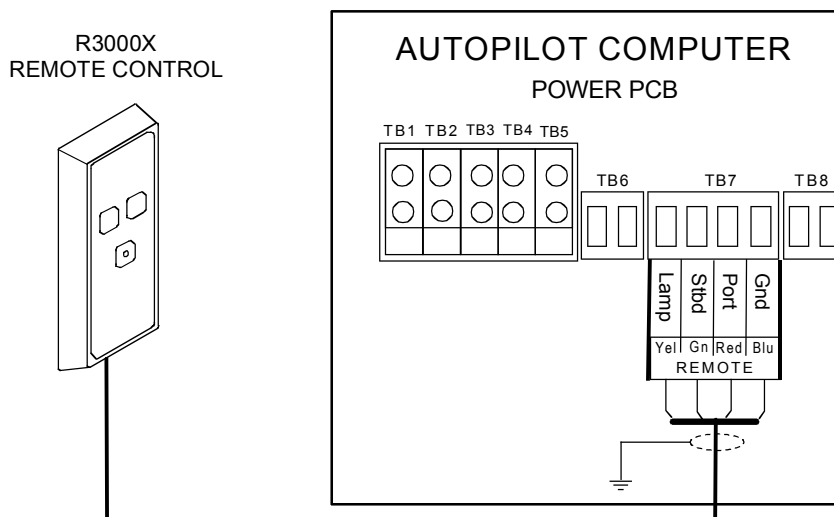 R3000X
REMOTE CONTROL
AUTOPILOT COMPUTER
POWER PCB
TB1 TB2 TB3 TB4 TB5
TB6 TB7 TB8
Lamp Stbd Port Gnd
Yel Gn Red Blu
REMOTE